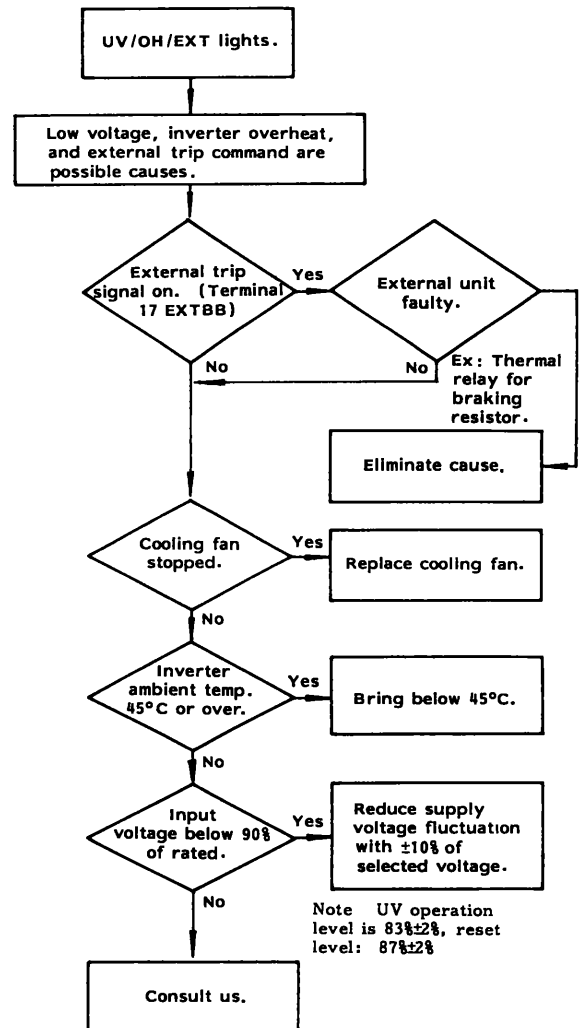 UV/OH/EXT lights.
Low voltage, inverter overheat,
and external trip command are
possible causes.
External trip
signal on. (Terminal
17 EXTBB)
Yes
External unit
faulty.
No
No
Ex: Thermal
relay for
braking
resistor.
Eliminate cause.
Cooling fan
stopped.
Yes
Replace cooling fan.
No
Inverter
ambient temp.
45°C or over.
Yes
Bring below 45°C.
No
Input
voltage below 90%
of rated.
Yes
Reduce supply
voltage fluctuation
with ±10% of
selected voltage.
No
Note UV operation
level is 83%±2%, reset
level: 87%±2%
Consult us.